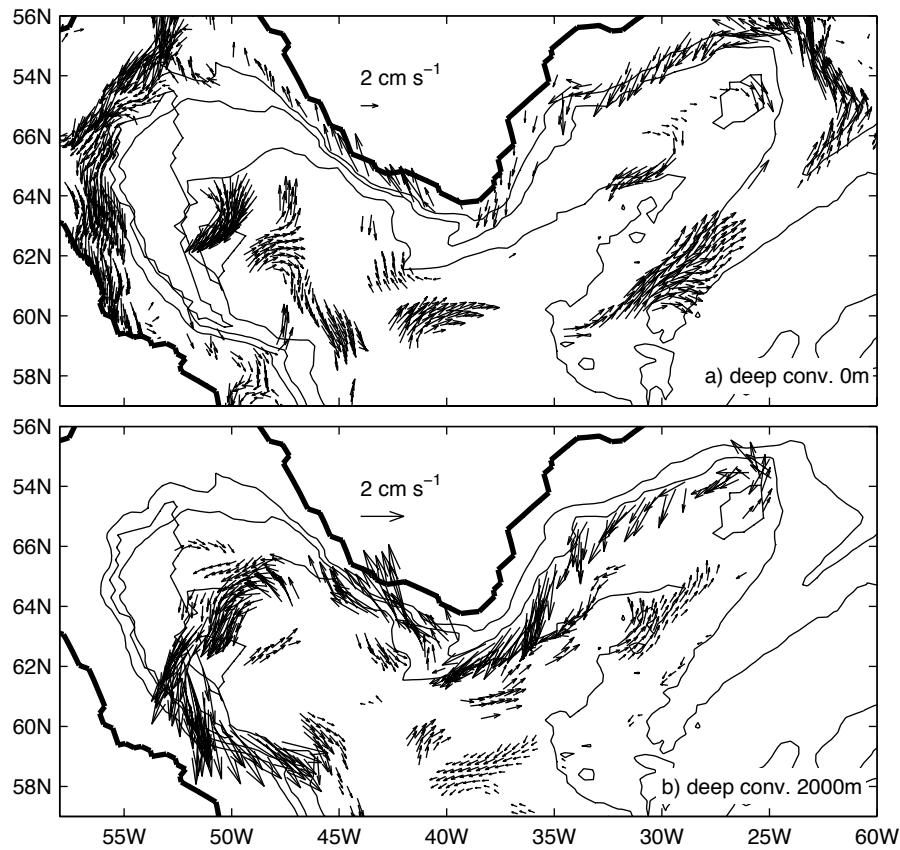 56N
54N
66N
64N
62N
60N
58N
2 cm s⁻¹
a) deep conv. 0m
56N
54N
66N
64N
62N
60N
58N
2 cm s⁻¹
b) deep conv. 2000m
55W 50W 45W 40W 35W 30W 25W 60W